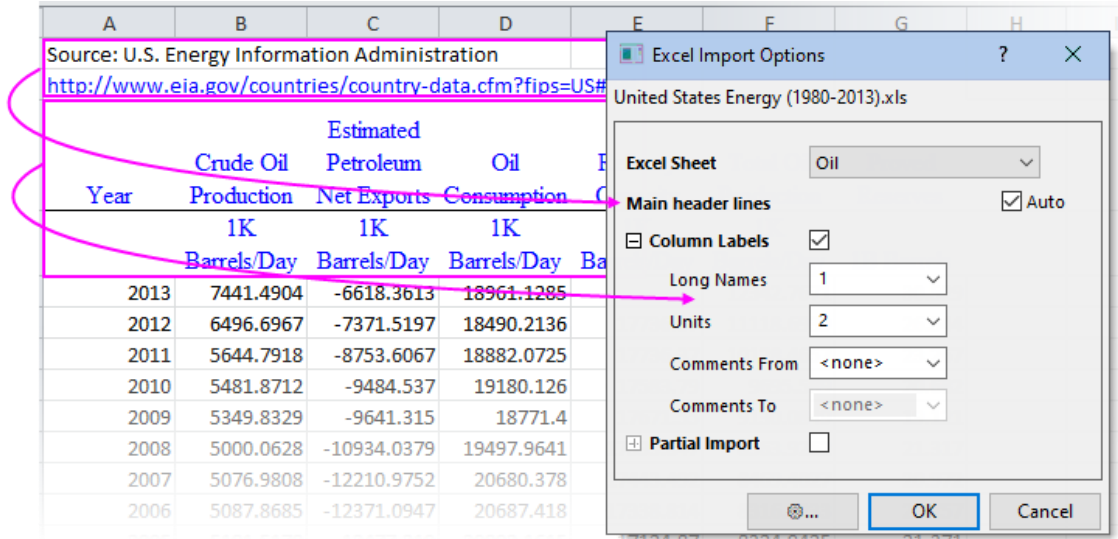 A B C D E F G H
Source: U.S. Energy Information Administration
http://www.eia.gov/countries/country-data.cfm?fips=US#
Estimated
Crude Oil Petroleum Oil
Year Production Net Exports Consumption
1K 1K 1K
Barrels/Day Barrels/Day Barrels/Day Ba
2013 7441.4904 -6618.3613 18961.1285
2012 6496.6967 -7371.5197 18490.2136
2011 5644.7918 -8753.6067 18882.0725
2010 5481.8712 -9484.537 19180.126
2009 5349.8329 -9641.315 18771.4
2008 5000.0628 -10934.0379 19497.9641
2007 5076.9808 -12210.9752 20680.378
2006 5087.8685 -12371.0947 20687.418
Excel Import Options ?
United States Energy (1980-2013).xls
Excel Sheet Oil
Main header lines Auto
Column Labels
Long Names 1
Units 2
Comments From <none>
Comments To <none>
Partial Import
... OK Cancel